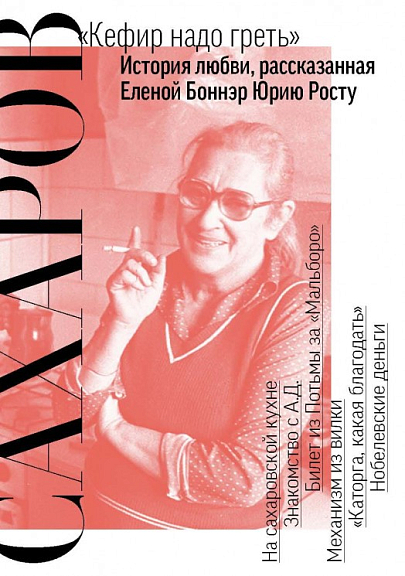 «Кефир надо греть»
История любви, рассказанная
Еленой Боннэр Юрию Росту
САХАРОВ
На сахаровской кухне
Знакомство с А.Д.
Билет из Потьмы за «Мальборо»
Механизм из вилки
«Каторга, какая благодать»
Нобелевские деньги